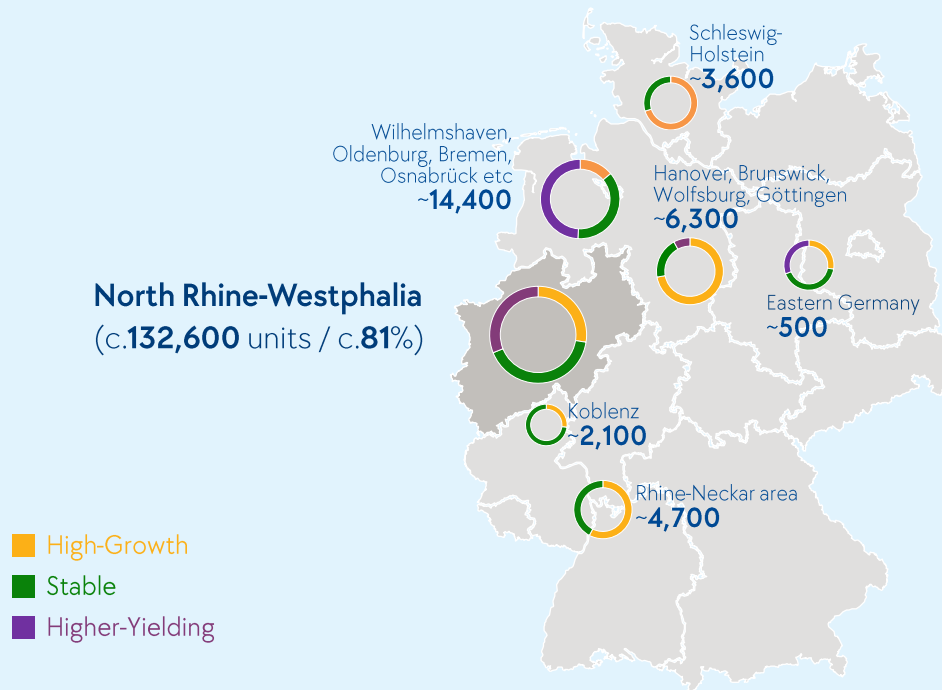 Schleswig-
Holstein
~3,600
Wilhelmshaven,
Oldenburg, Bremen,
Osnabrück etc
~14,400
Hanover, Brunswick,
Wolfsburg, Göttingen
~6,300
North Rhine-Westphalia
(c.132,600 units / c.81%)
Eastern Germany
~500
Koblenz
~2,100
Rhine-Neckar area
~4,700
High-Growth
Stable
Higher-Yielding